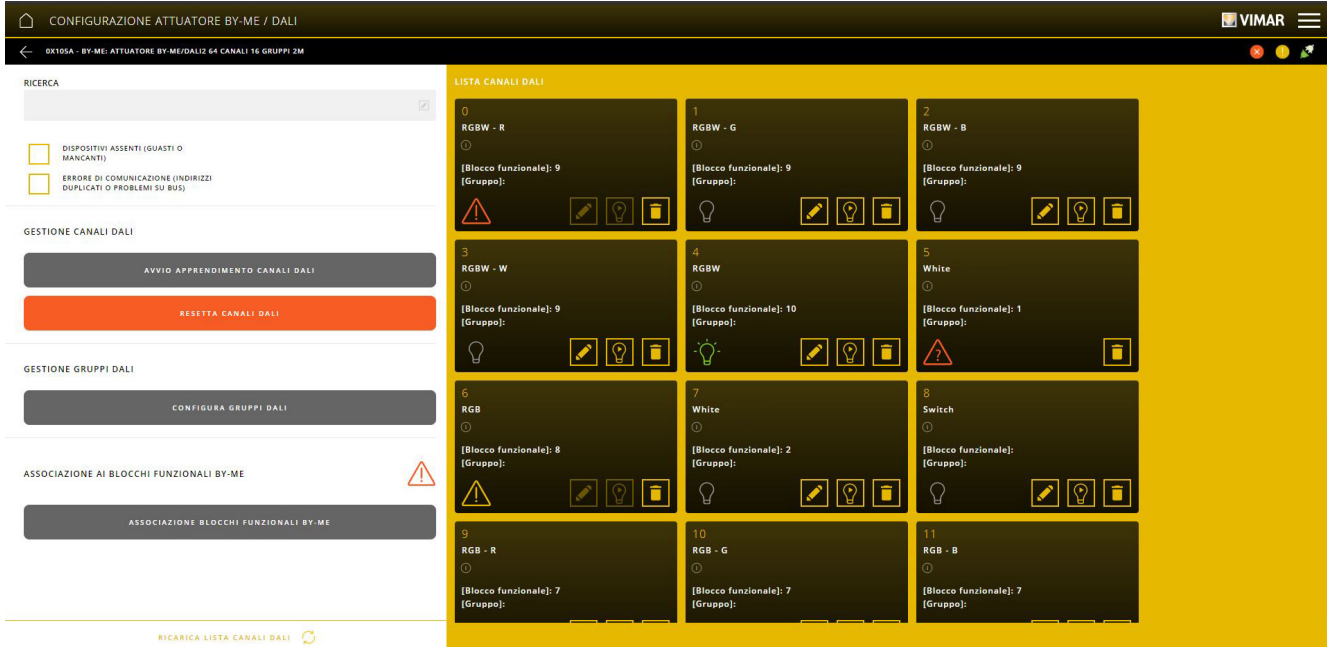 CONFIGURAZIONE ATTUATORE BY-ME / DALI
VIMAR
0X105A - BY-ME: ATTUATORE BY-ME/DALI2 64 CANALI 16 GRUPPI 2M
RICERCA
DISPOSITIVI ASSENTI (GUASTI O
MANCANTI)
ERRORE DI COMUNICAZIONE (INDIRIZZI
DUPLICATI O PROBLEMI SU BUS)
GESTIONE CANALI DALI
AVVIO APPRENDIMENTO CANALI DALI
RESETTA CANALI DALI
GESTIONE GRUPPI DALI
CONFIGURA GRUPPI DALI
ASSOCIAZIONE AI BLOCCHI FUNZIONALI BY-ME
ASSOCIAZIONE BLOCCHI FUNZIONALI BY-ME
RICARICA LISTA CANALI DALI
LISTA CANALI DALI
0
RGBW - R
[Blocco funzionale]: 9
[Gruppo]:
1
RGBW - G
[Blocco funzionale]: 9
[Gruppo]:
2
RGBW - B
[Blocco funzionale]: 9
[Gruppo]:
3
RGBW - W
[Blocco funzionale]: 9
[Gruppo]:
4
RGBW
[Blocco funzionale]: 10
[Gruppo]:
5
White
[Blocco funzionale]: 1
[Gruppo]:
6
RGB
[Blocco funzionale]: 8
[Gruppo]:
7
White
[Blocco funzionale]: 2
[Gruppo]:
8
Switch
[Blocco funzionale]:
[Gruppo]:
9
RGB - R
[Blocco funzionale]: 7
[Gruppo]:
10
RGB - G
[Blocco funzionale]: 7
[Gruppo]:
11
RGB - B
[Blocco funzionale]: 7
[Gruppo]: